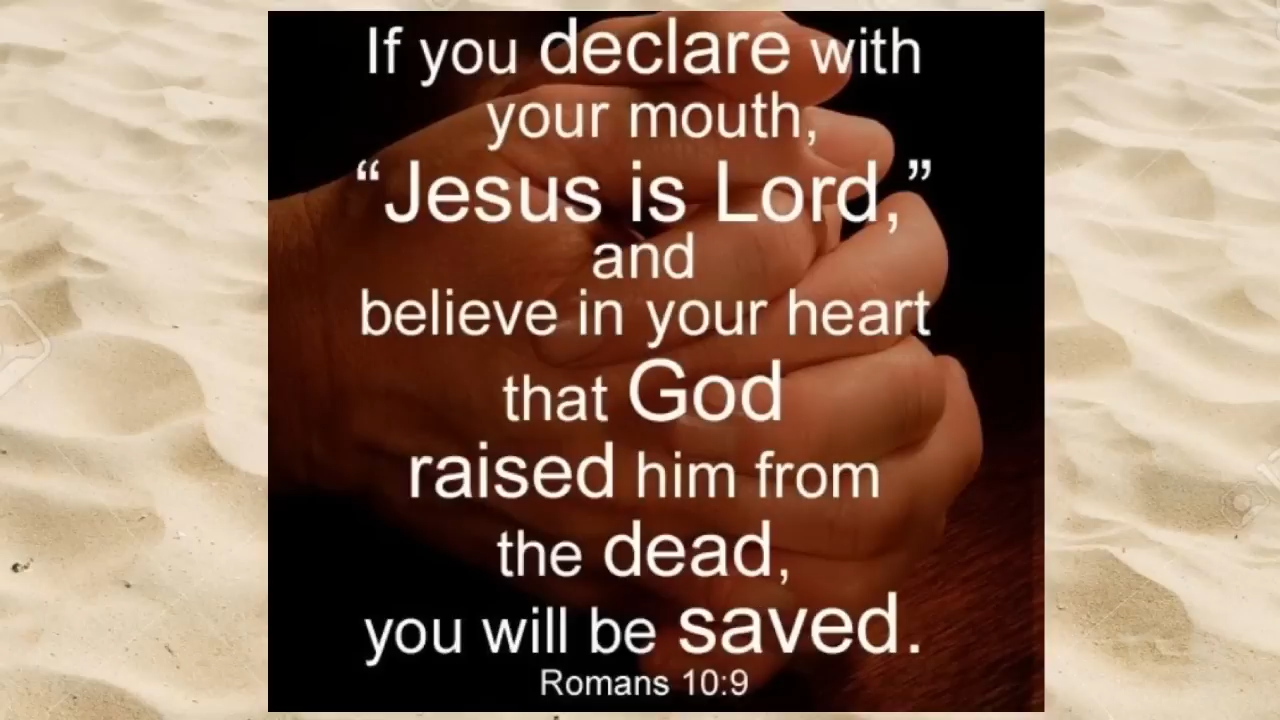 If you declare with
your mouth,
“Jesus is Lord,”
and
believe in your heart
that God
raised him from
the dead,
you will be saved.
Romans 10:9